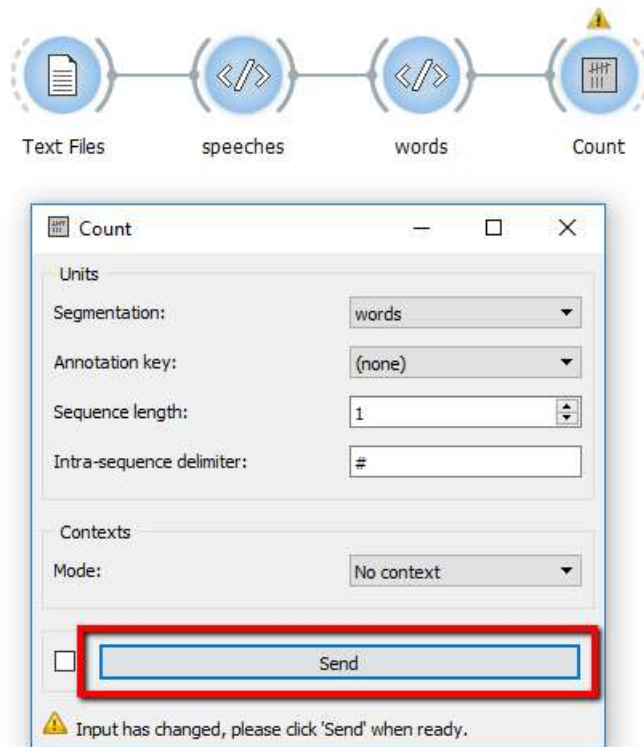 Text Files speeches words Count
Count
Units
Segmentation: words
Annotation key: (none)
Sequence length: 1
Intra-sequence delimiter: #
Contexts
Mode: No context
Send
Input has changed, please click 'Send' when ready.